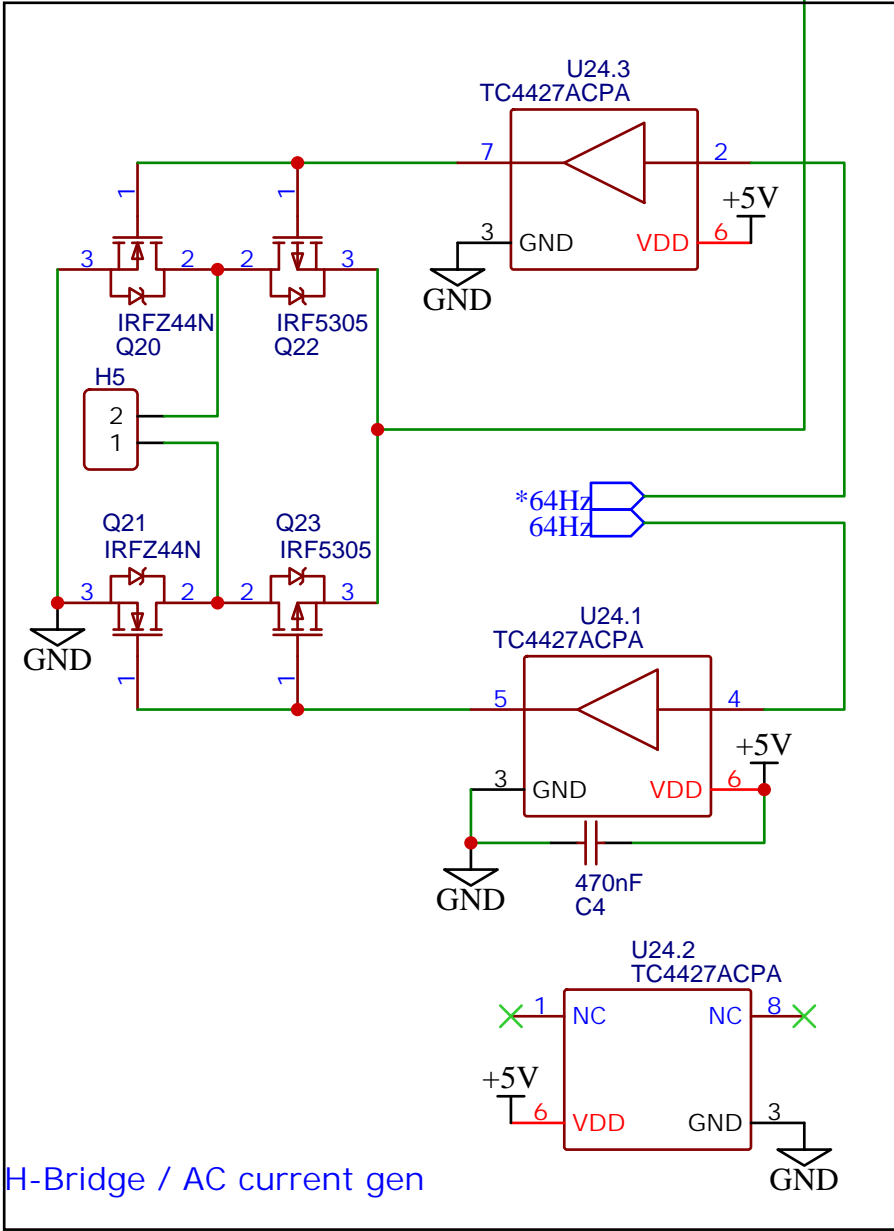 U24.3
TC4427ACPA
7
2
+5V
3
GND
VDD
6
GND
1
1
3
2
2
3
IRFZ44N
Q20
IRF5305
Q22
H5
2
1
*64Hz
64Hz
Q21
IRFZ44N
Q23
IRF5305
3
2
2
3
GND
1
1
U24.1
TC4427ACPA
5
4
+5V
3
GND
VDD
6
GND
470nF
C4
U24.2
TC4427ACPA
1
NC
NC
8
+5V
6
VDD
GND
3
GND
H-Bridge / AC current gen